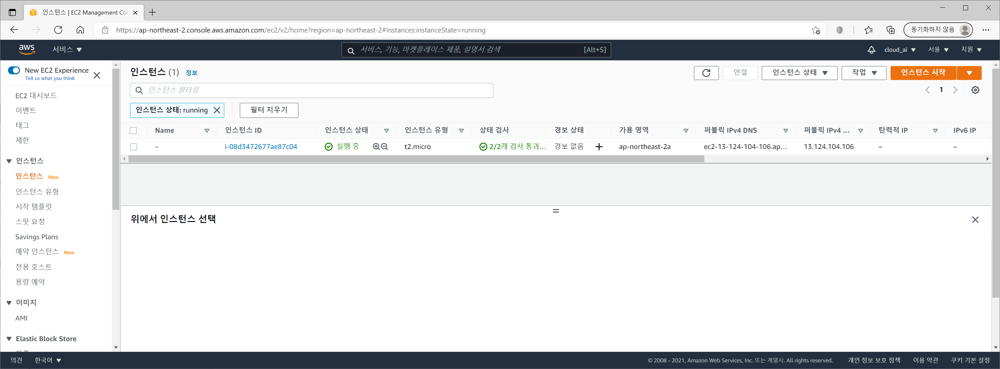 인스턴스 | EC2 Management Cor
https://ap-northeast-2.console.aws.amazon.com/ec2/v2/home?region=ap-northeast-2#Instances:instanceState=running
동기화하지 않음
aws
서비스
서비스, 기능, 마켓플레이스 제품, 설명서 검색
[Alt+S]
cloud_ai
서울
지원
New EC2 Experience
Tell us what you think
EC2 대시보드
이벤트
태그
제한
인스턴스
인스턴스 New
인스턴스 유형
시작 템플릿
스팟 요청
Savings Plans
예약 인스턴스 New
전용 호스트
용량 예약
이미지
AMI
Elastic Block Store
인스턴스 (1) 정보
연결
인스턴스 상태
작업
인스턴스 시작
인스턴스 필터링
1
인스턴스 상태: running
필터 지우기
Name 인스턴스 ID 인스턴스 상태 인스턴스 유형 상태 검사 경보 상태 가용 영역 퍼블릭 IPv4 DNS 퍼블릭 IPv4 ... 탄력적 IP IPv6 IP
– i-08d3472677ae87c04 실행 중 t2.micro 2/2개 검사 통과... 경보 없음 + ap-northeast-2a ec2-13-124-104-106.ap... 13.124.104.106 – –
위에서 인스턴스 선택
의견
한국어
© 2008 - 2021, Amazon Web Services, Inc. 또는 계열사. All rights reserved.
개인 정보 보호 정책
이용 약관
쿠키 기본 설정